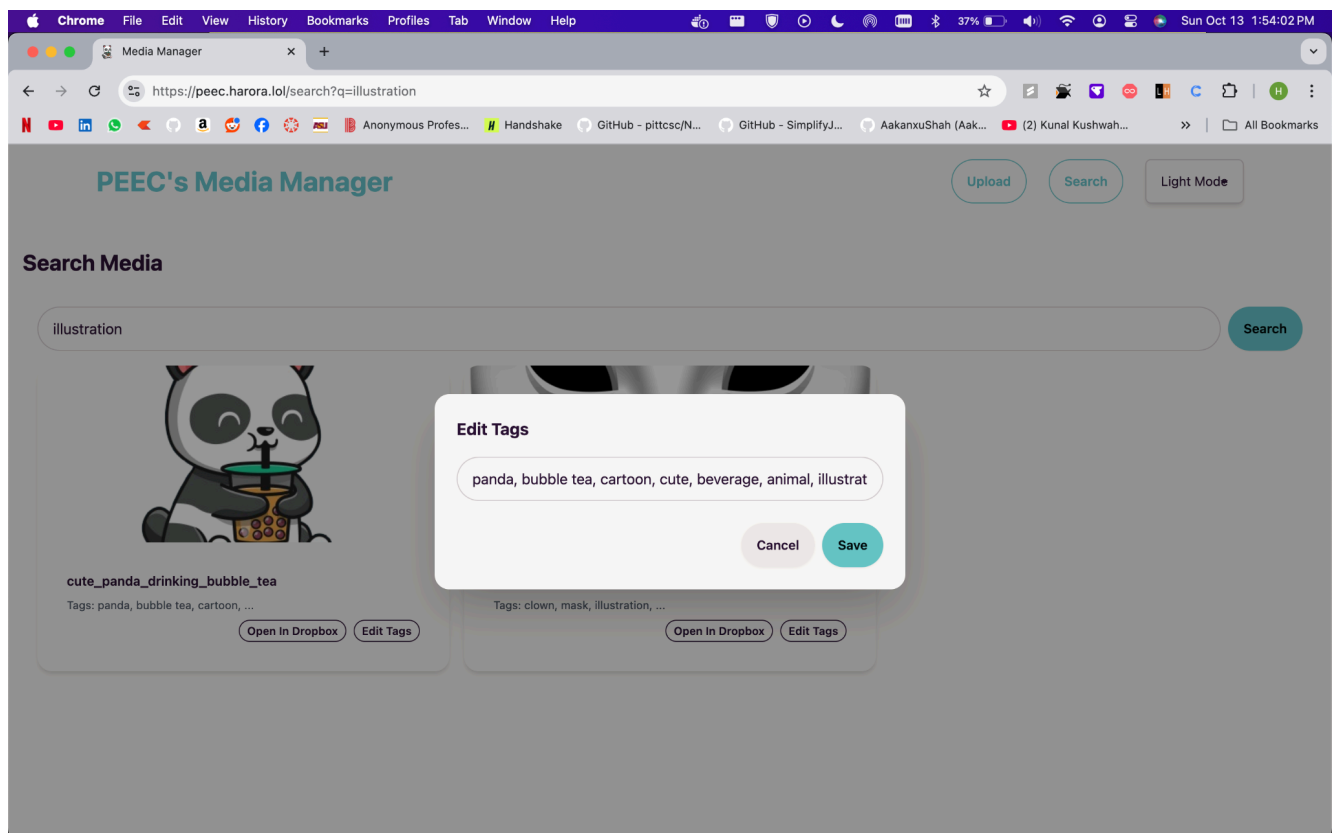 Chrome File Edit View History Bookmarks Profiles Tab Window Help 37% Sun Oct 13 1:54:02 PM
Media Manager
https://peec.harora.lol/search?q=illustration
H
N in a ASU Anonymous Profes... H Handshake GitHub - pittcsc/N... GitHub - SimplifyJ... AakanxuShah (Aak... (2) Kunal Kushwah... » All Bookmarks
PEEC's Media Manager Upload Search Light Mode
Search Media
illustration Search
Edit Tags
panda, bubble tea, cartoon, cute, beverage, animal, illustrat
Cancel Save
cute_panda_drinking_bubble_tea
Tags: panda, bubble tea, cartoon, ... Tags: clown, mask, illustration, ...
Open In Dropbox Edit Tags Open In Dropbox Edit Tags